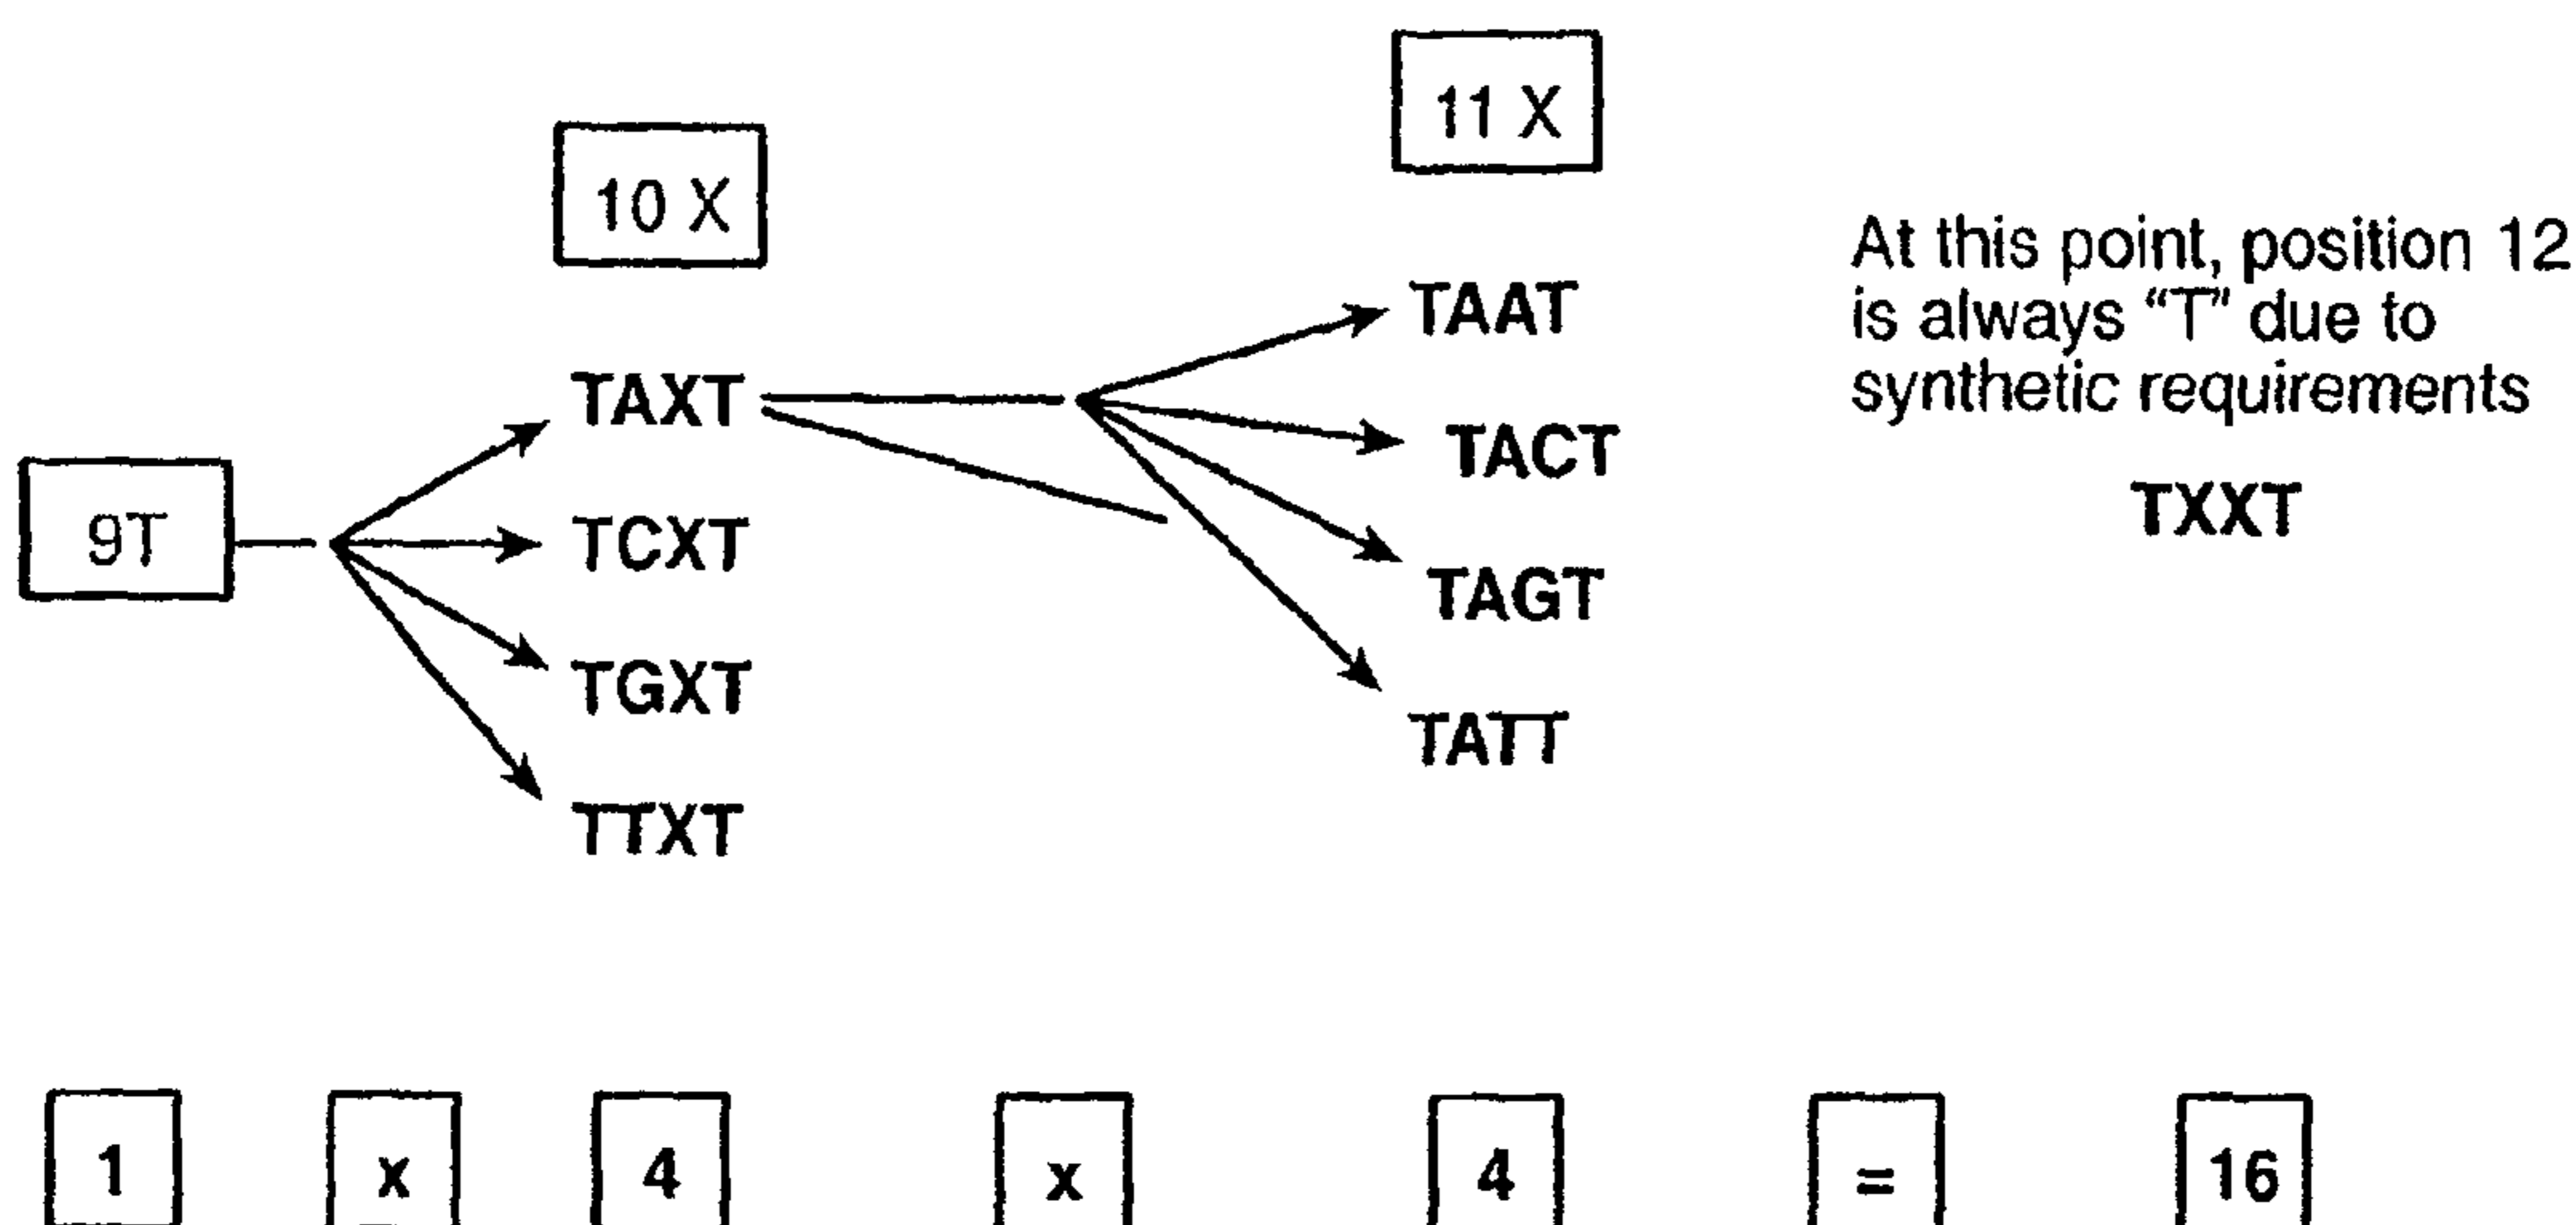 11 X
10 X
At this point, position 12
is always “T” due to
synthetic requirements
TAAT
TAXT
TACT
TXXT
9T
TCXT
TAGT
TGXT
TATT
TTXT
1 x 4 x 4 = 16